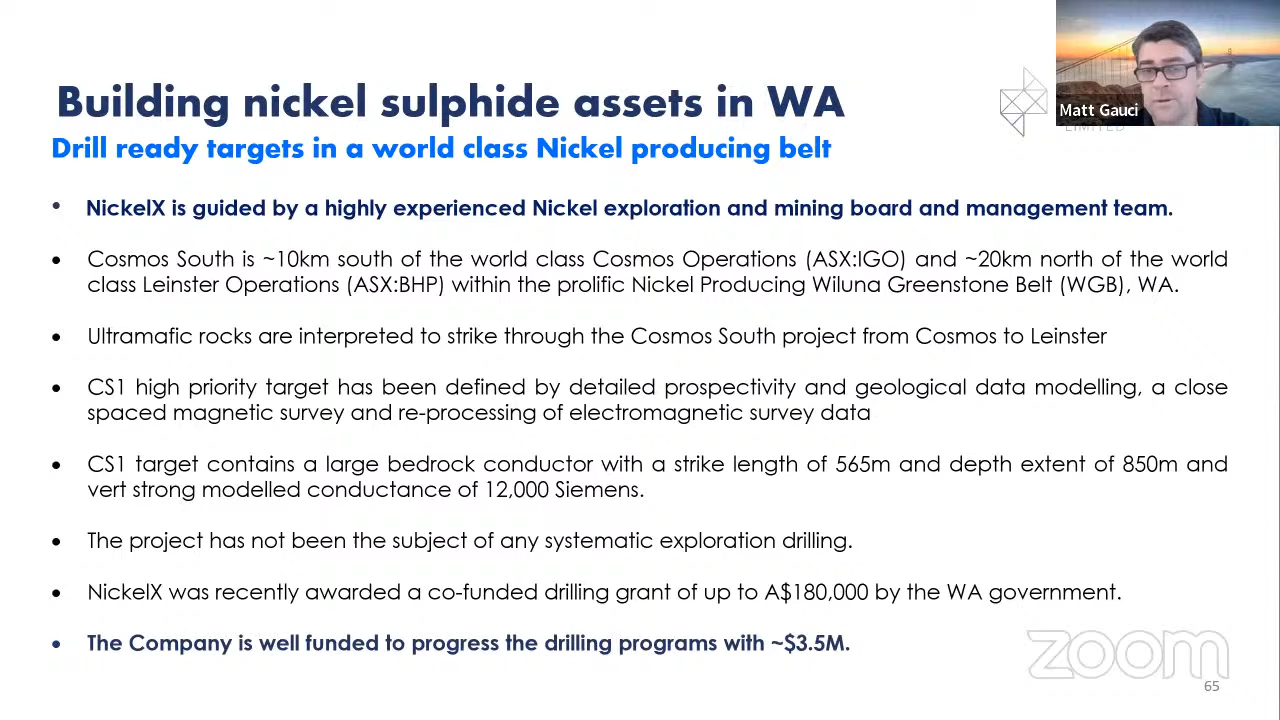 Building nickel sulphide assets in WA
Matt Gauci
LIMITED
Drill ready targets in a world class Nickel producing belt
• NickelX is guided by a highly experienced Nickel exploration and mining board and management team.
• Cosmos South is ~10km south of the world class Cosmos Operations (ASX:IGO) and ~20km north of the world
class Leinster Operations (ASX:BHP) within the prolific Nickel Producing Wiluna Greenstone Belt (WGB), WA.
• Ultramafic rocks are interpreted to strike through the Cosmos South project from Cosmos to Leinster
• CS1 high priority target has been defined by detailed prospectivity and geological data modelling, a close
spaced magnetic survey and re-processing of electromagnetic survey data
• CS1 target contains a large bedrock conductor with a strike length of 565m and depth extent of 850m and
vert strong modelled conductance of 12,000 Siemens.
• The project has not been the subject of any systematic exploration drilling.
• NickelX was recently awarded a co-funded drilling grant of up to A$180,000 by the WA government.
• The Company is well funded to progress the drilling programs with ~$3.5M.
zoom
65